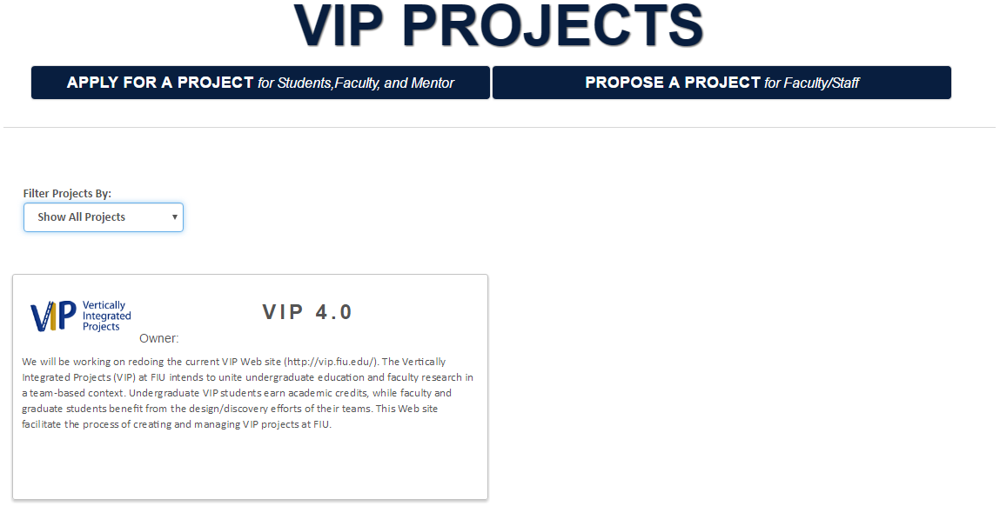 VIP PROJECTS
APPLY FOR A PROJECT for Students,Faculty, and Mentor
PROPOSE A PROJECT for Faculty/Staff
Filter Projects By:
Show All Projects
VIP Vertically
Integrated
Projects
VIP 4.0
Owner:
We will be working on redoing the current VIP Web site (http://vip.fiu.edu/). The Vertically
Integrated Projects (VIP) at FIU intends to unite undergraduate education and faculty research in
a team-based context. Undergraduate VIP students earn academic credits, while faculty and
graduate students benefit from the design/discovery efforts of their teams. This Web site
facilitate the process of creating and managing VIP projects at FIU.